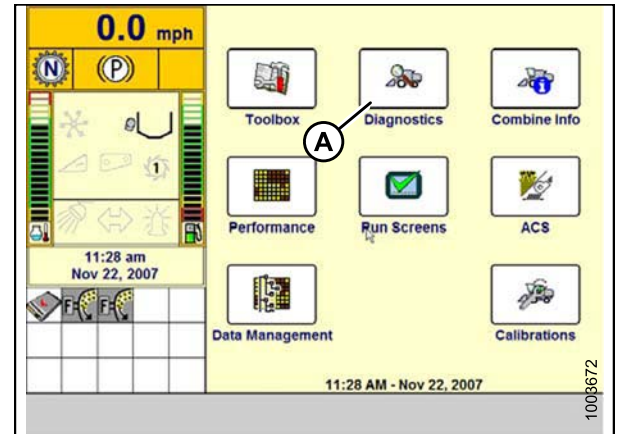 0.0 mph
N
(P)
1
11:28 am
Nov 22, 2007
F
F
Toolbox
Diagnostics
Combine Info
A
Performance
Run Screens
ACS
Data Management
Calibrations
11:28 AM - Nov 22, 2007
1003672